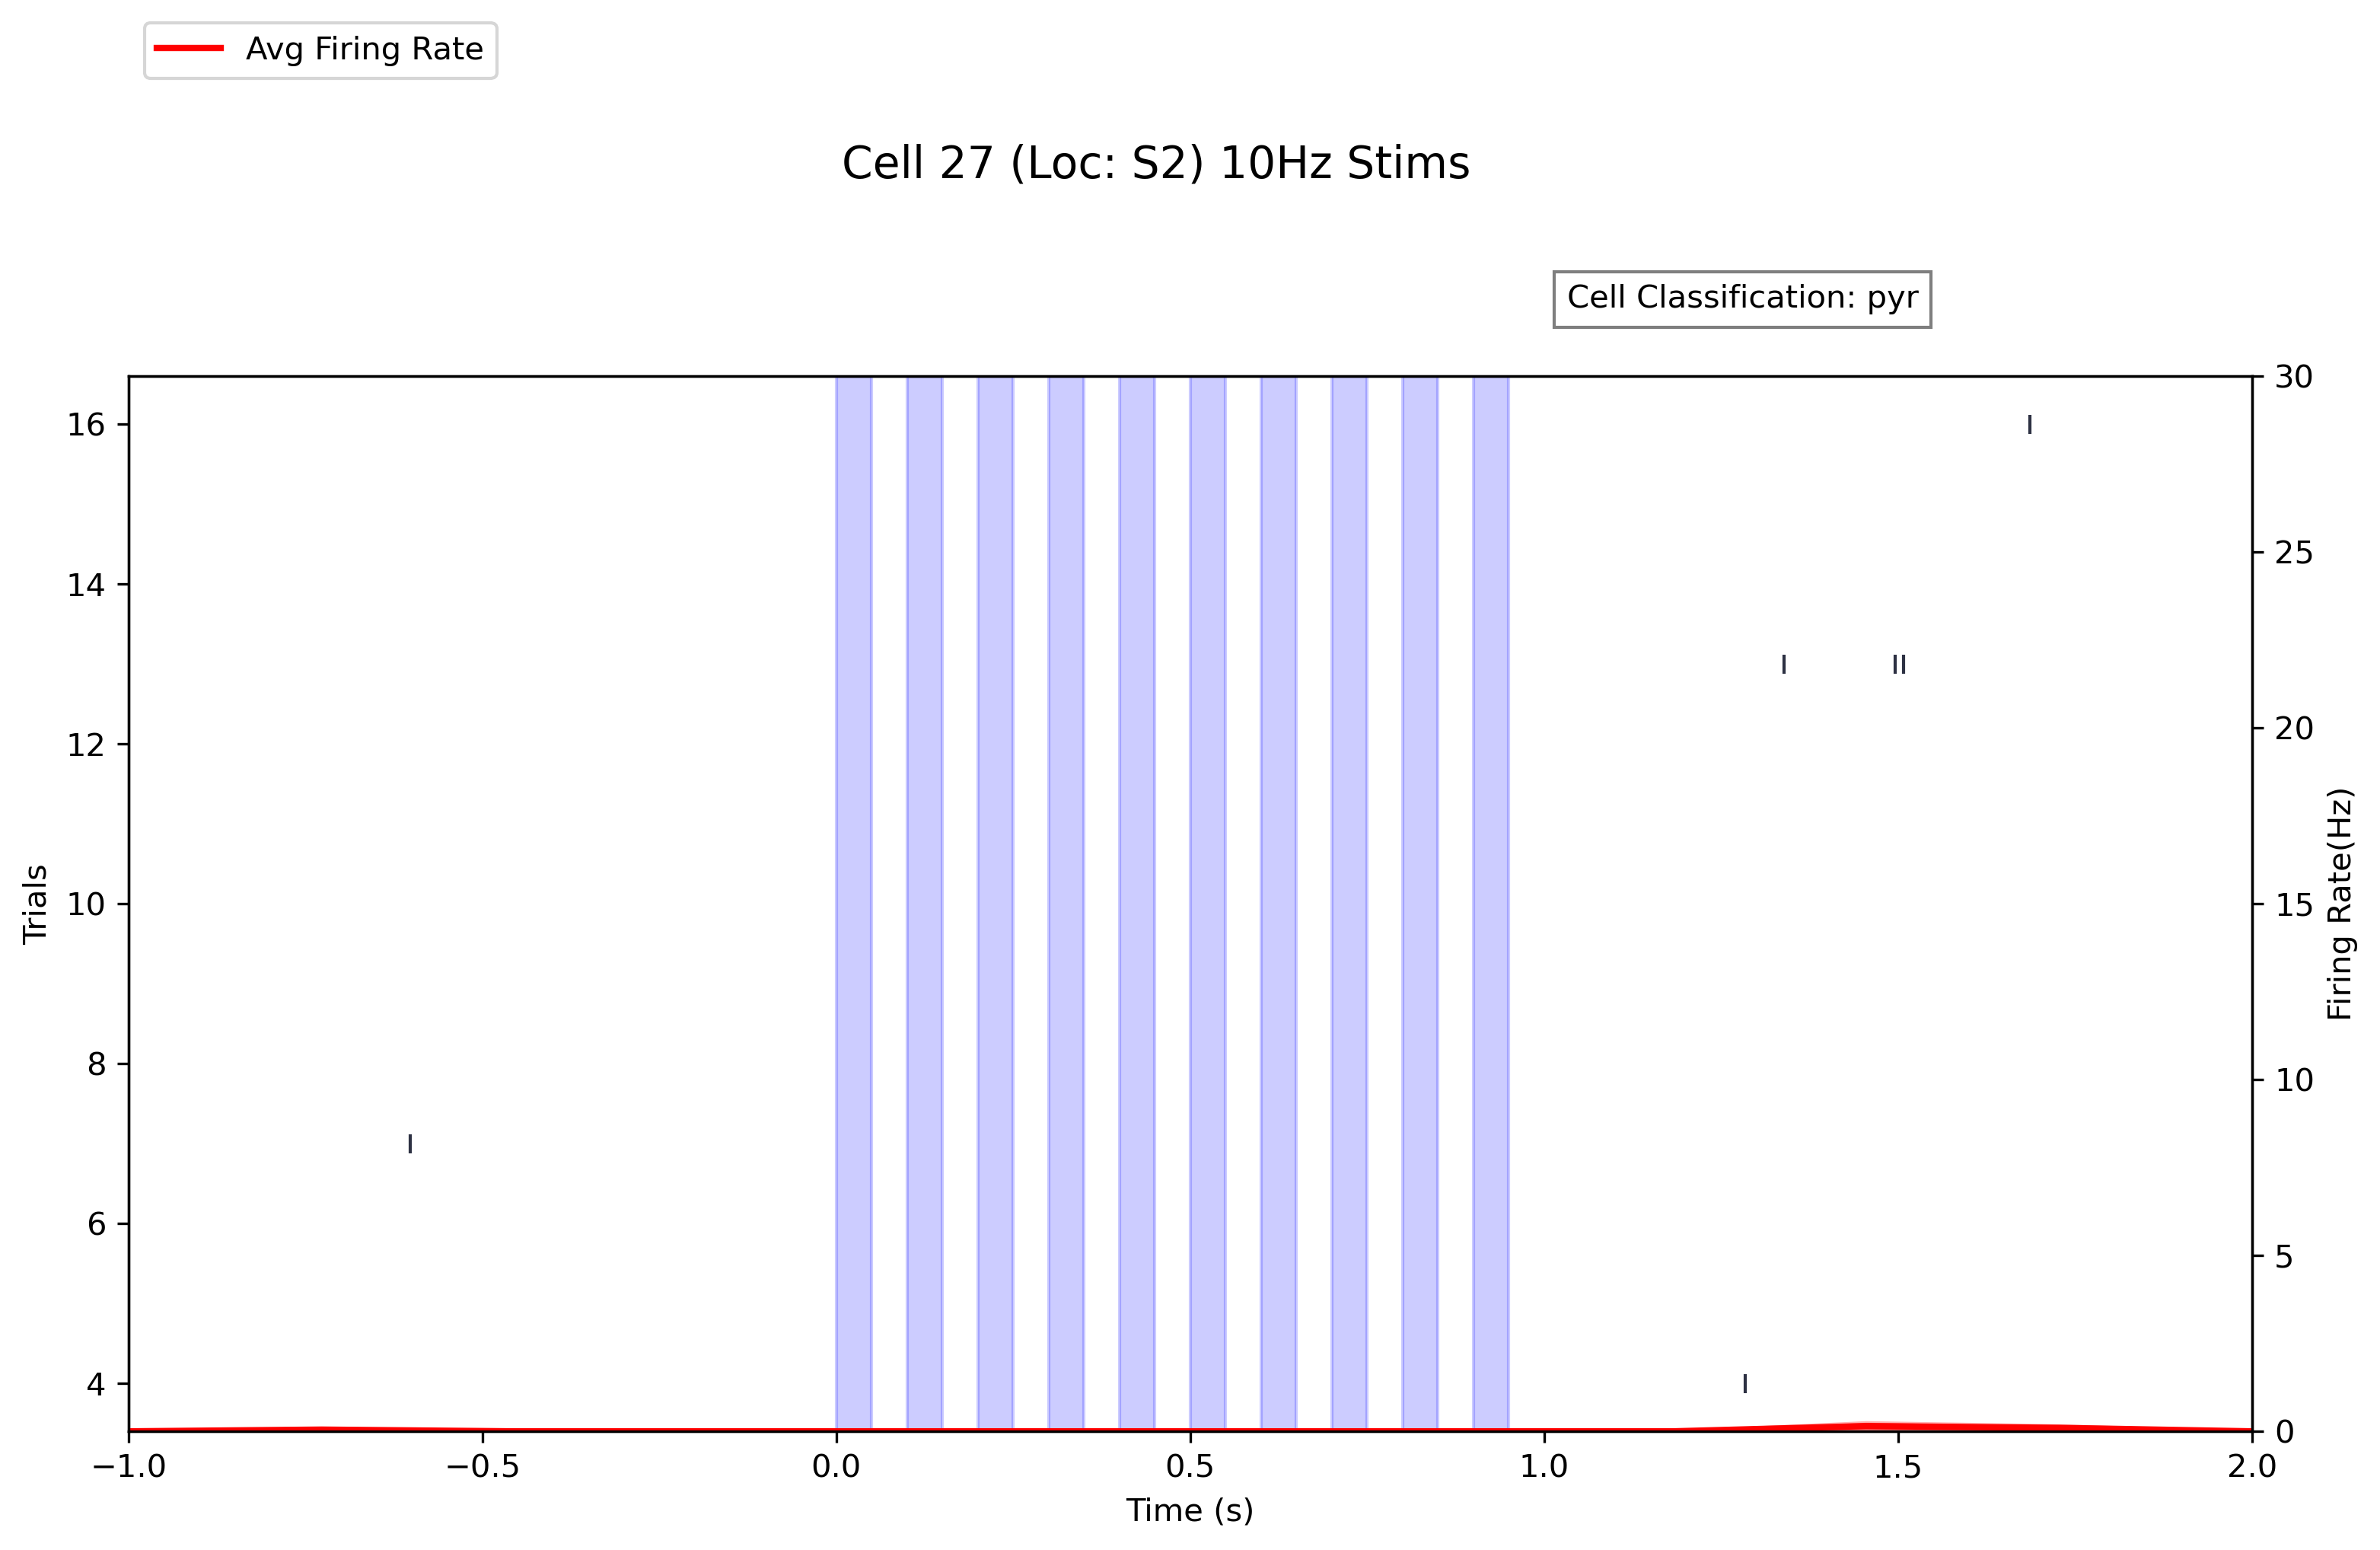 Avg Firing Rate
Cell 27 (Loc: S2) 10Hz Stims
Cell Classification: pyr
Trials
16
14
12
10
8
6
4
30
25
20
15
10
5
0
Firing Rate(Hz)
−1.0 −0.5 0.0 0.5 1.0 1.5 2.0
Time (s)